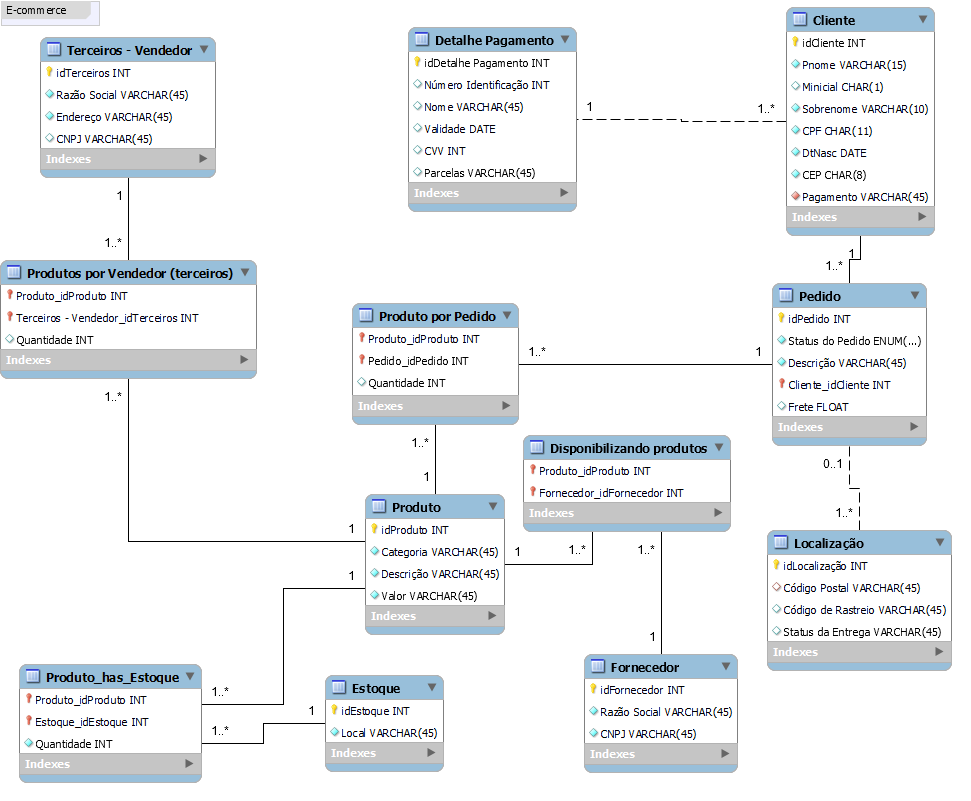 E-commerce
Terceiros - Vendedor
idTerceiros INT
Razão Social VARCHAR(45)
Endereço VARCHAR(45)
CNPJ VARCHAR(45)
Indexes
1
1..*
Produtos por Vendedor (terceiros)
Produto_idProduto INT
Terceiros - Vendedor_idTerceiros INT
Quantidade INT
Indexes
1..*
1
Detalhe Pagamento
idDetalhe Pagamento INT
Número Identificação INT
Nome VARCHAR(45)
Validade DATE
CVV INT
Parcelas VARCHAR(45)
Indexes
1
1..*
Cliente
idCliente INT
Pnome VARCHAR(15)
Minicial CHAR(1)
Sobrenome VARCHAR(10)
CPF CHAR(11)
DtNasc DATE
CEP CHAR(8)
Pagamento VARCHAR(45)
Indexes
1
1..*
Pedido
idPedido INT
Status do Pedido ENUM(...)
Descrição VARCHAR(45)
Cliente_idCliente INT
Frete FLOAT
Indexes
0..1
1..*
Produto por Pedido
Produto_idProduto INT
Pedido_idPedido INT
Quantidade INT
Indexes
1..*
1
1..*
1
Disponibilizando produtos
Produto_idProduto INT
Fornecedor_idFornecedor INT
Indexes
1
1..*
1..*
1
Produto
idProduto INT
Categoria VARCHAR(45)
Descrição VARCHAR(45)
Valor VARCHAR(45)
Indexes
1
Localização
idLocalização INT
Código Postal VARCHAR(45)
Código de Rastreio VARCHAR(45)
Status da Entrega VARCHAR(45)
Indexes
Produto_has_Estoque
Produto_idProduto INT
Estoque_idEstoque INT
Quantidade INT
Indexes
1..*
1..*
1
Estoque
idEstoque INT
Local VARCHAR(45)
Indexes
Fornecedor
idFornecedor INT
Razão Social VARCHAR(45)
CNPJ VARCHAR(45)
Indexes